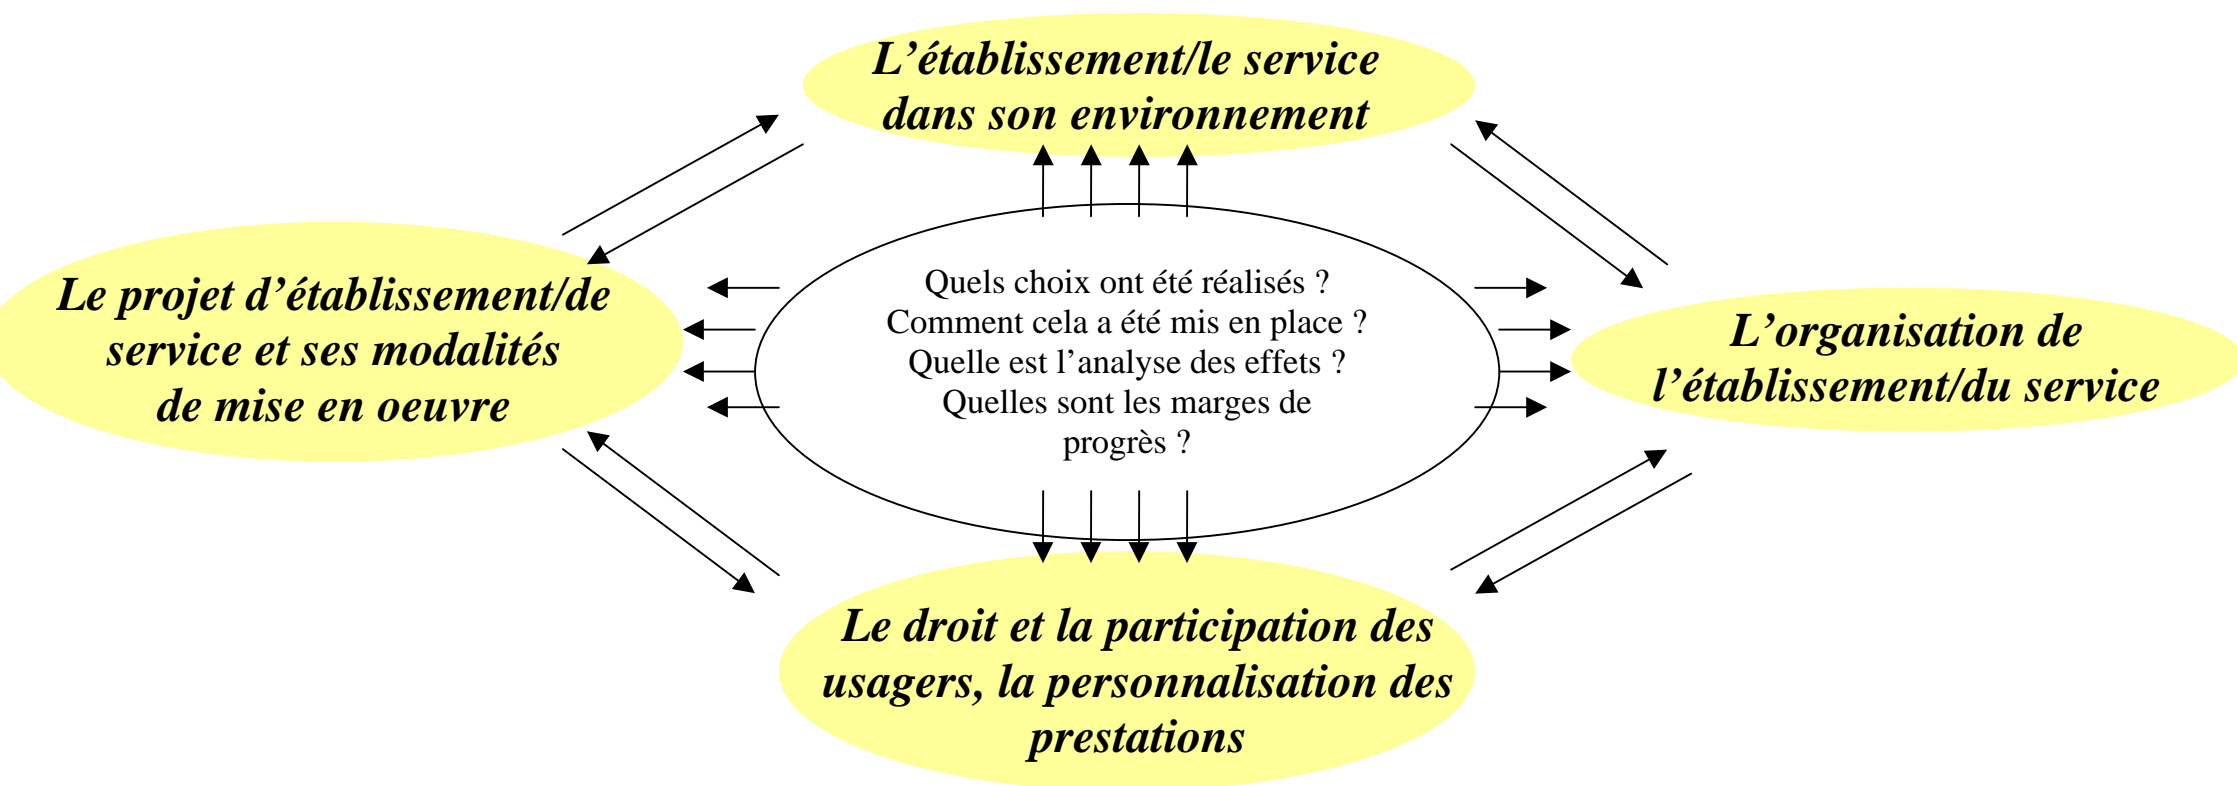 L’établissement/le service
dans son environnement
Le projet d’établissement/de
service et ses modalités
de mise en oeuvre
Quels choix ont été réalisés ?
Comment cela a été mis en place ?
Quelle est l’analyse des effets ?
Quelles sont les marges de
progrès ?
L’organisation de
l’établissement/du service
Le droit et la participation des
usagers, la personnalisation des
prestations